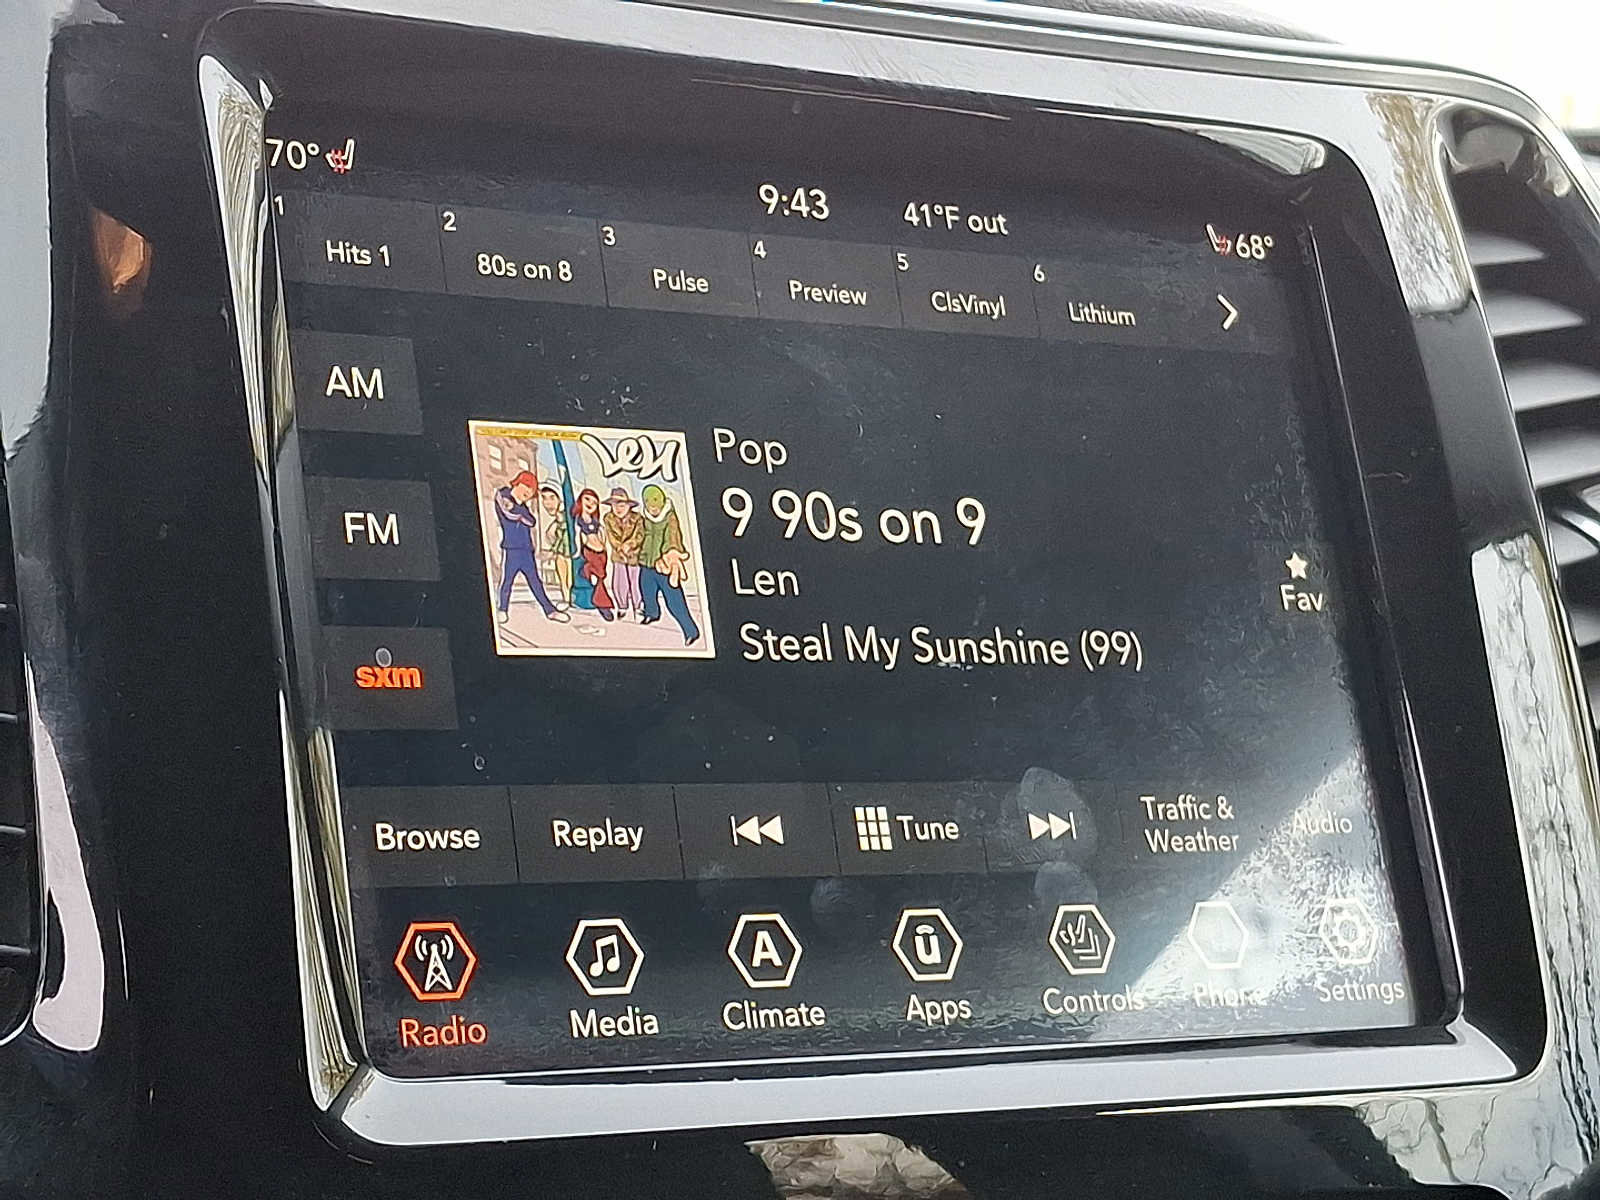 70°
9:43
41°F out
68°
1
Hits 1
2
80s on 8
3
Pulse
4
Preview
5
ClsVinyl
6
Lithium
AM
FM
sxm
Len
Pop
9 90s on 9
Len
Steal My Sunshine (99)
Fav
Browse
Replay
Tune
Traffic &
Weather
Audio
Radio
Media
A
Climate
û
Apps
Controls
Phone
Settings